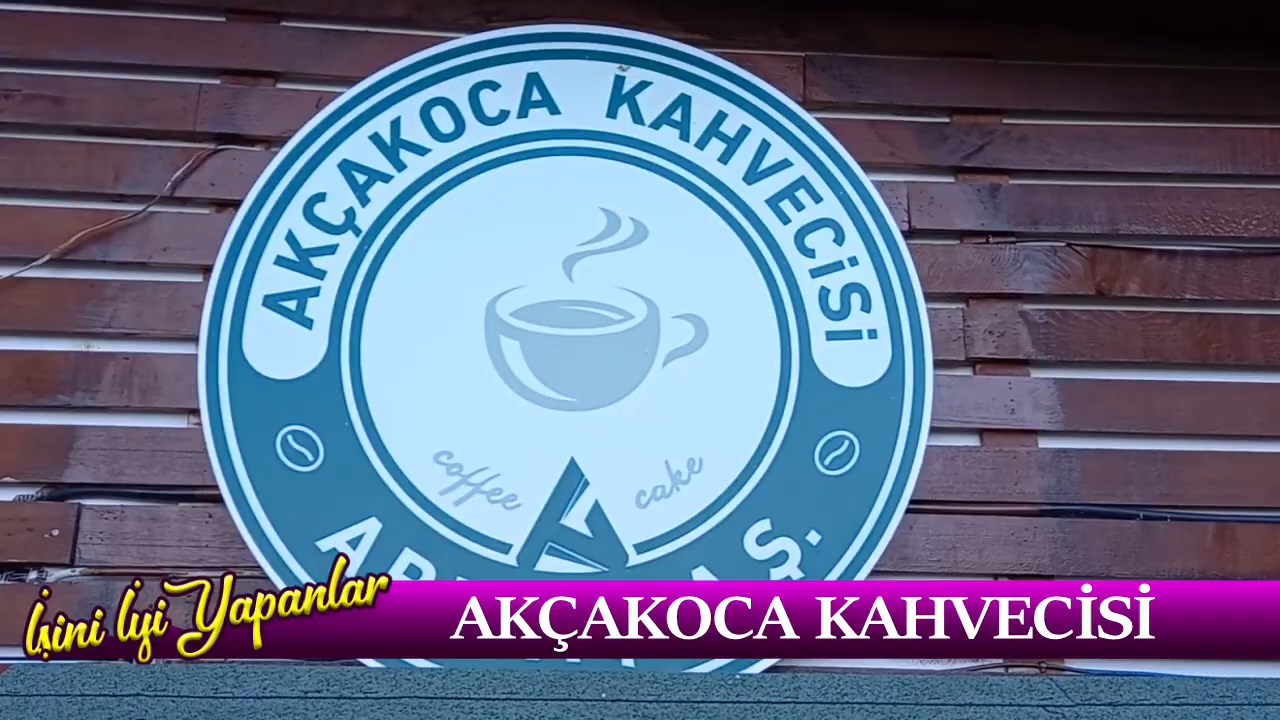 AKÇAKOCA KAHVECİSİ
coffee
cake
İşini İyi Yapanlar
AKÇAKOCA KAHVECİSİ